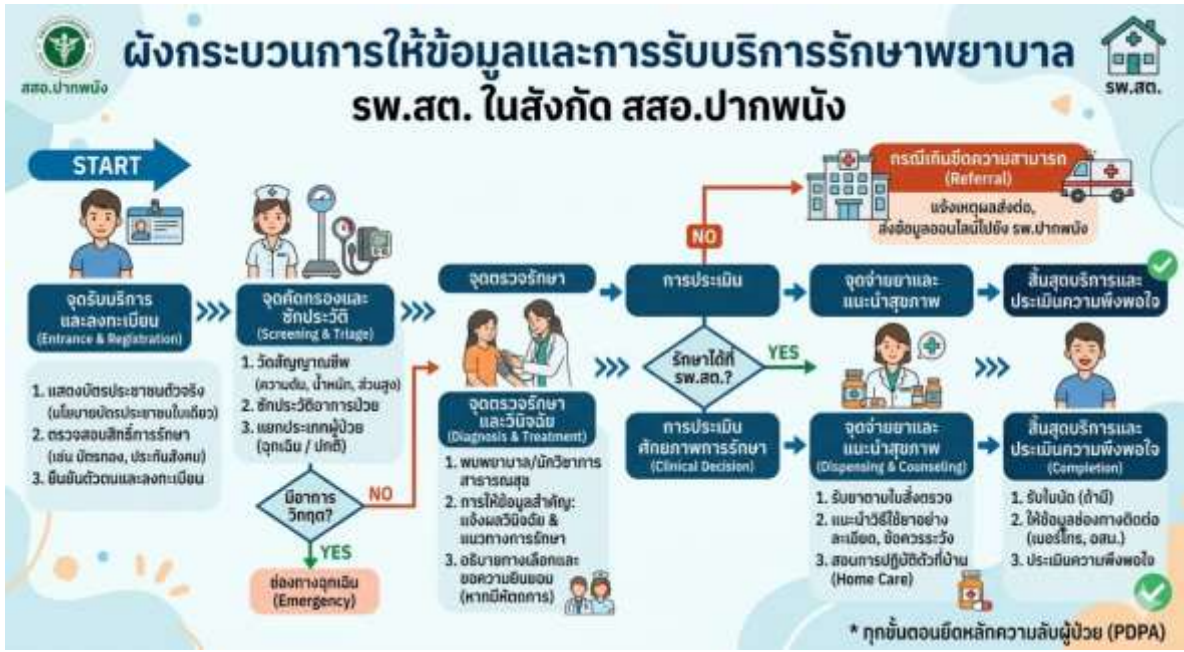 สสอ.ปากพนัง
ผังกระบวนการให้ข้อมูลและการรับบริการรักษาพยาบาล
รพ.สต. ในสังกัด สสอ.ปากพนัง
รพ.สต.
START
จุดรับบริการ
และลงทะเบียน
(Entrance & Registration)
1. แสดงบัตรประชาชนตัวจริง
(นโยบายบัตรประชาชนใบเดียว)
2. ตรวจสอบสิทธิ์การรักษา
(เช่น บัตรทอง, ประกันสังคม)
3. ยืนยันตัวตนและลงทะเบียน
จุดคัดกรองและ
ซักประวัติ
(Screening & Triage)
1. วัดสัญญาณชีพ
(ความดัน, น้ำหนัก, ส่วนสูง)
2. ซักประวัติอาการป่วย
3. แยกประเภทผู้ป่วย
(ฉุกเฉิน / ปกติ)
มีอาการ
วิกฤต?
NO
YES
ช่องทางฉุกเฉิน
(Emergency)
จุดตรวจรักษา
จุดตรวจรักษา
และวินิจฉัย
(Diagnosis & Treatment)
1. พบพยาบาล/นักวิชาการ
สาธารณสุข
2. การให้ข้อมูลสำคัญ:
แจ้งผลวินิจฉัย &
แนวทางการรักษา
3. อธิบายทางเลือกและ
ขอความยินยอม
(หากมีหัตถการ)
การประเมิน
รักษาได้ที่
รพ.สต.?
NO
YES
การประเมิน
ศักยภาพการรักษา
(Clinical Decision)
กรณีเกินขีดความสามารถ
(Referral)
แจ้งเหตุผลส่งต่อ,
ส่งข้อมูลออนไลน์ไปยัง รพ.ปากพนัง
จุดจ่ายยาและ
แนะนำสุขภาพ
จุดจ่ายยาและ
แนะนำสุขภาพ
(Dispensing & Counseling)
1. รับยาตามใบสั่งตรวจ
2. แนะนำวิธีใช้ยาอย่าง
ละเอียด, ข้อควรระวัง
3. สอนการปฏิบัติตัวที่บ้าน
(Home Care)
สิ้นสุดบริการและ
ประเมินความพึงพอใจ
สิ้นสุดบริการและ
ประเมินความพึงพอใจ
(Completion)
1. รับใบนัด (ถ้ามี)
2. ให้ข้อมูลช่องทางติดต่อ
(เบอร์โทร, อสม.)
3. ประเมินความพึงพอใจ
* ทุกขั้นตอนยึดหลักความลับผู้ป่วย (PDPA)